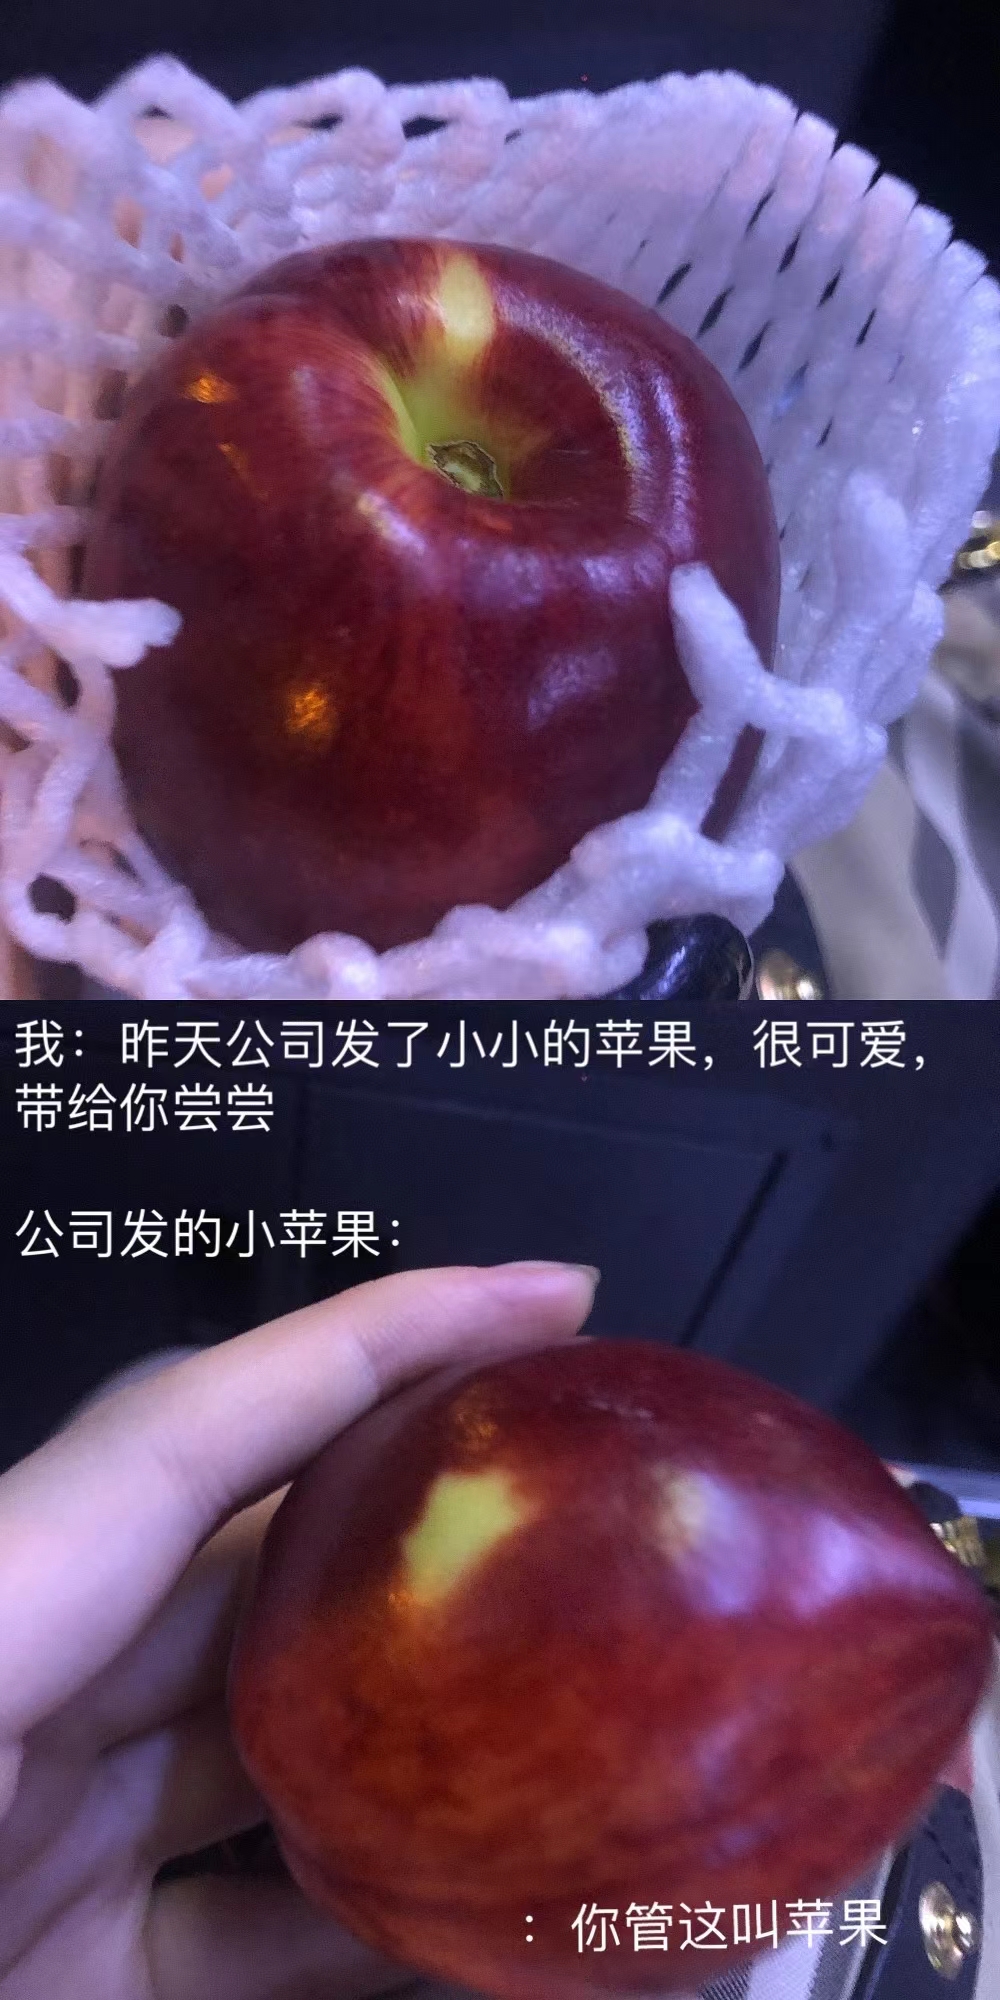 我：昨天公司发了小小的苹果，很可爱，
带给你尝尝
公司发的小苹果：
：你管这叫苹果